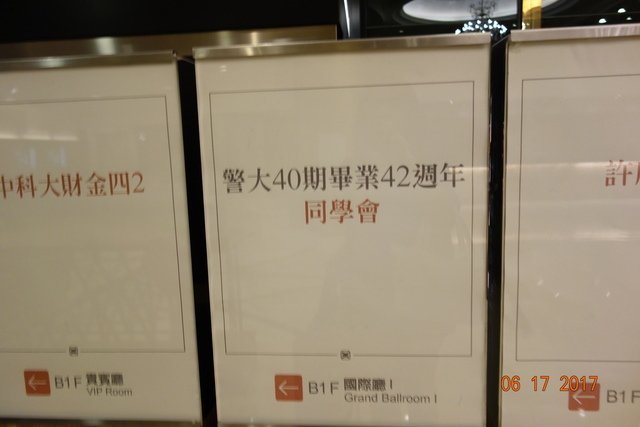 中科大財金四2
B1F 貴賓廳
VIP Room
警大40期畢業42週年
同學會
B1F 國際廳 I
Grand Ballroom I
許
B1F
06 17 2017